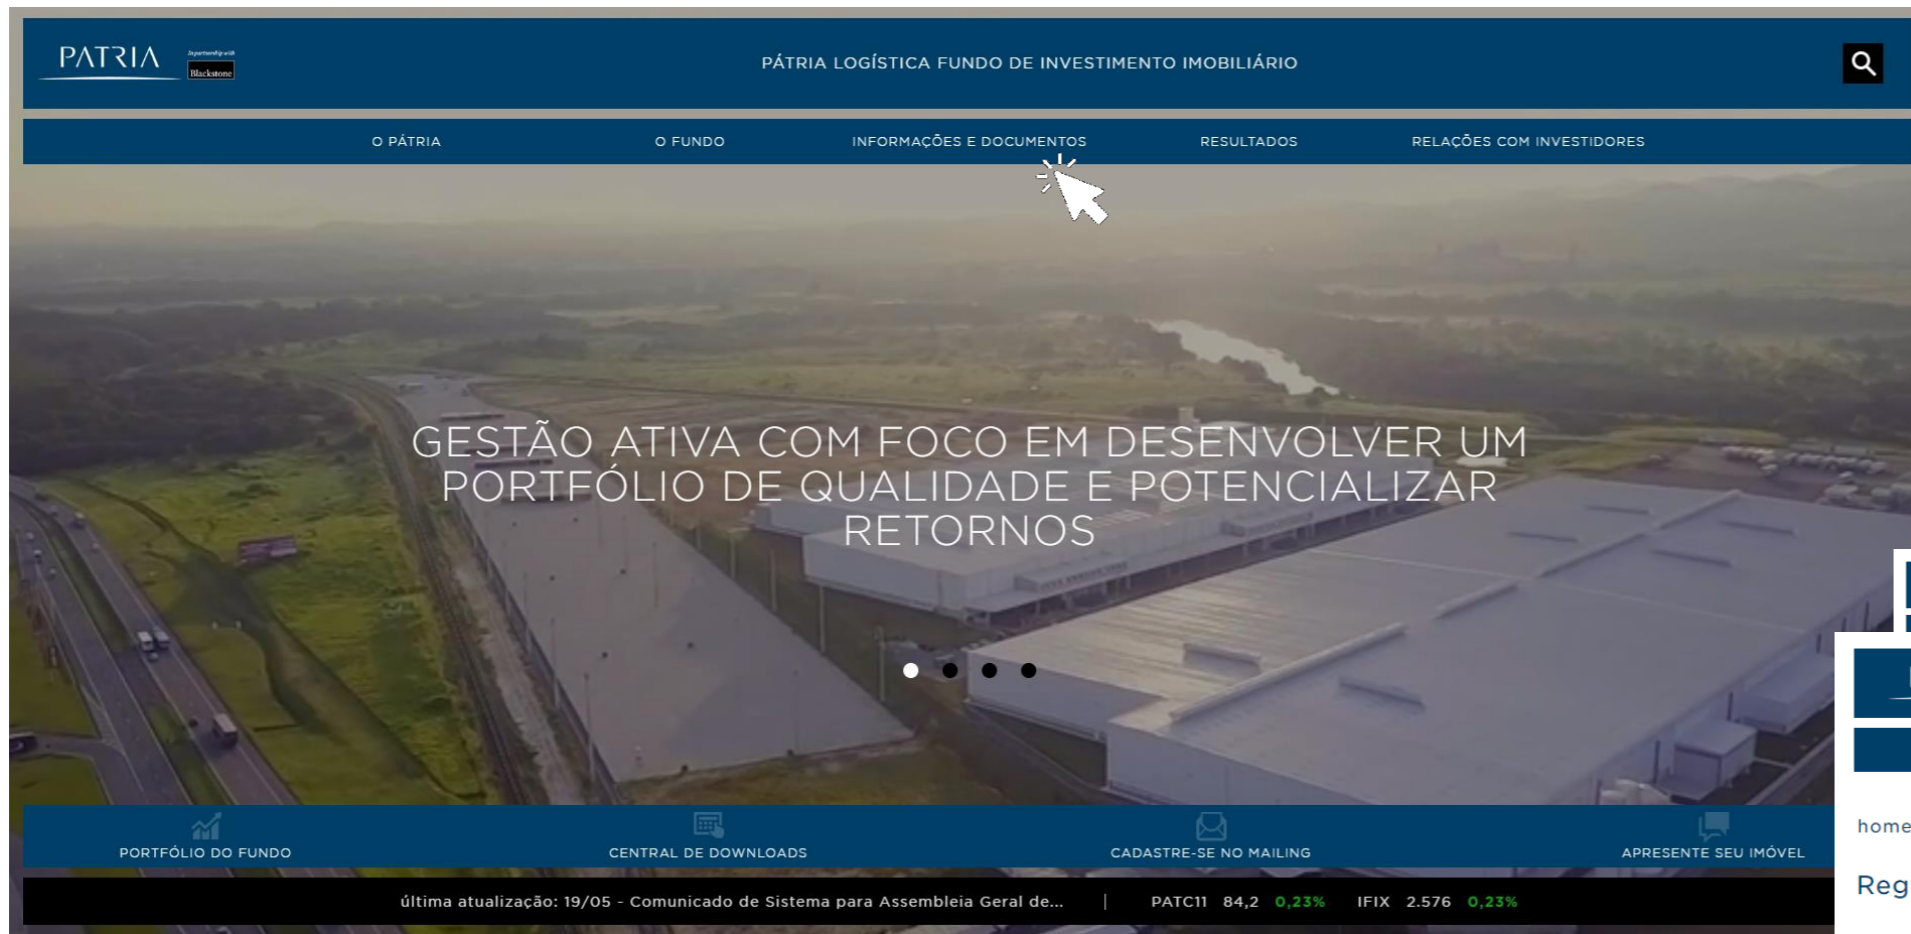 PATRIA
In partnership with
Blackstone
PÁTRIA LOGÍSTICA FUNDO DE INVESTIMENTO IMOBILIÁRIO
O PÁTRIA
O FUNDO
INFORMAÇÕES E DOCUMENTOS
RESULTADOS
RELAÇÕES COM INVESTIDORES
GESTÃO ATIVA COM FOCO EM DESENVOLVER UM
PORTFÓLIO DE QUALIDADE E POTENCIALIZAR
RETORNOS
PORTFÓLIO DO FUNDO
CENTRAL DE DOWNLOADS
CADASTRE-SE NO MAILING
APRESENTE SEU IMÓVEL
home
Reg
última atualização: 19/05 - Comunicado de Sistema para Assembleia Geral de... | PATC11 84,2 0,23% IFIX 2.576 0,23%